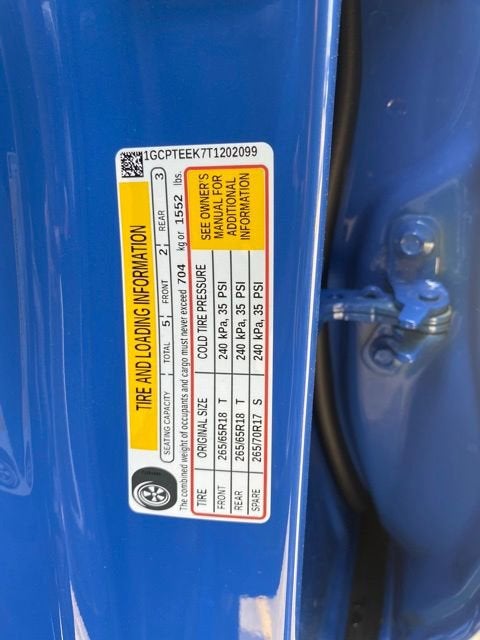 1GCPTEEK7T1202099
TIRE AND LOADING INFORMATION
SEATING CAPACITY TOTAL 5 FRONT 2 REAR 3
The combined weight of occupants and cargo must never exceed 704 kg or 1552 lbs.
TIRE ORIGINAL SIZE COLD TIRE PRESSURE
FRONT 265/65R18 T 240 kPa, 35 PSI
REAR 265/65R18 T 240 kPa, 35 PSI
SPARE 265/70R17 S 240 kPa, 35 PSI
SEE OWNER'S
MANUAL FOR
ADDITIONAL
INFORMATION